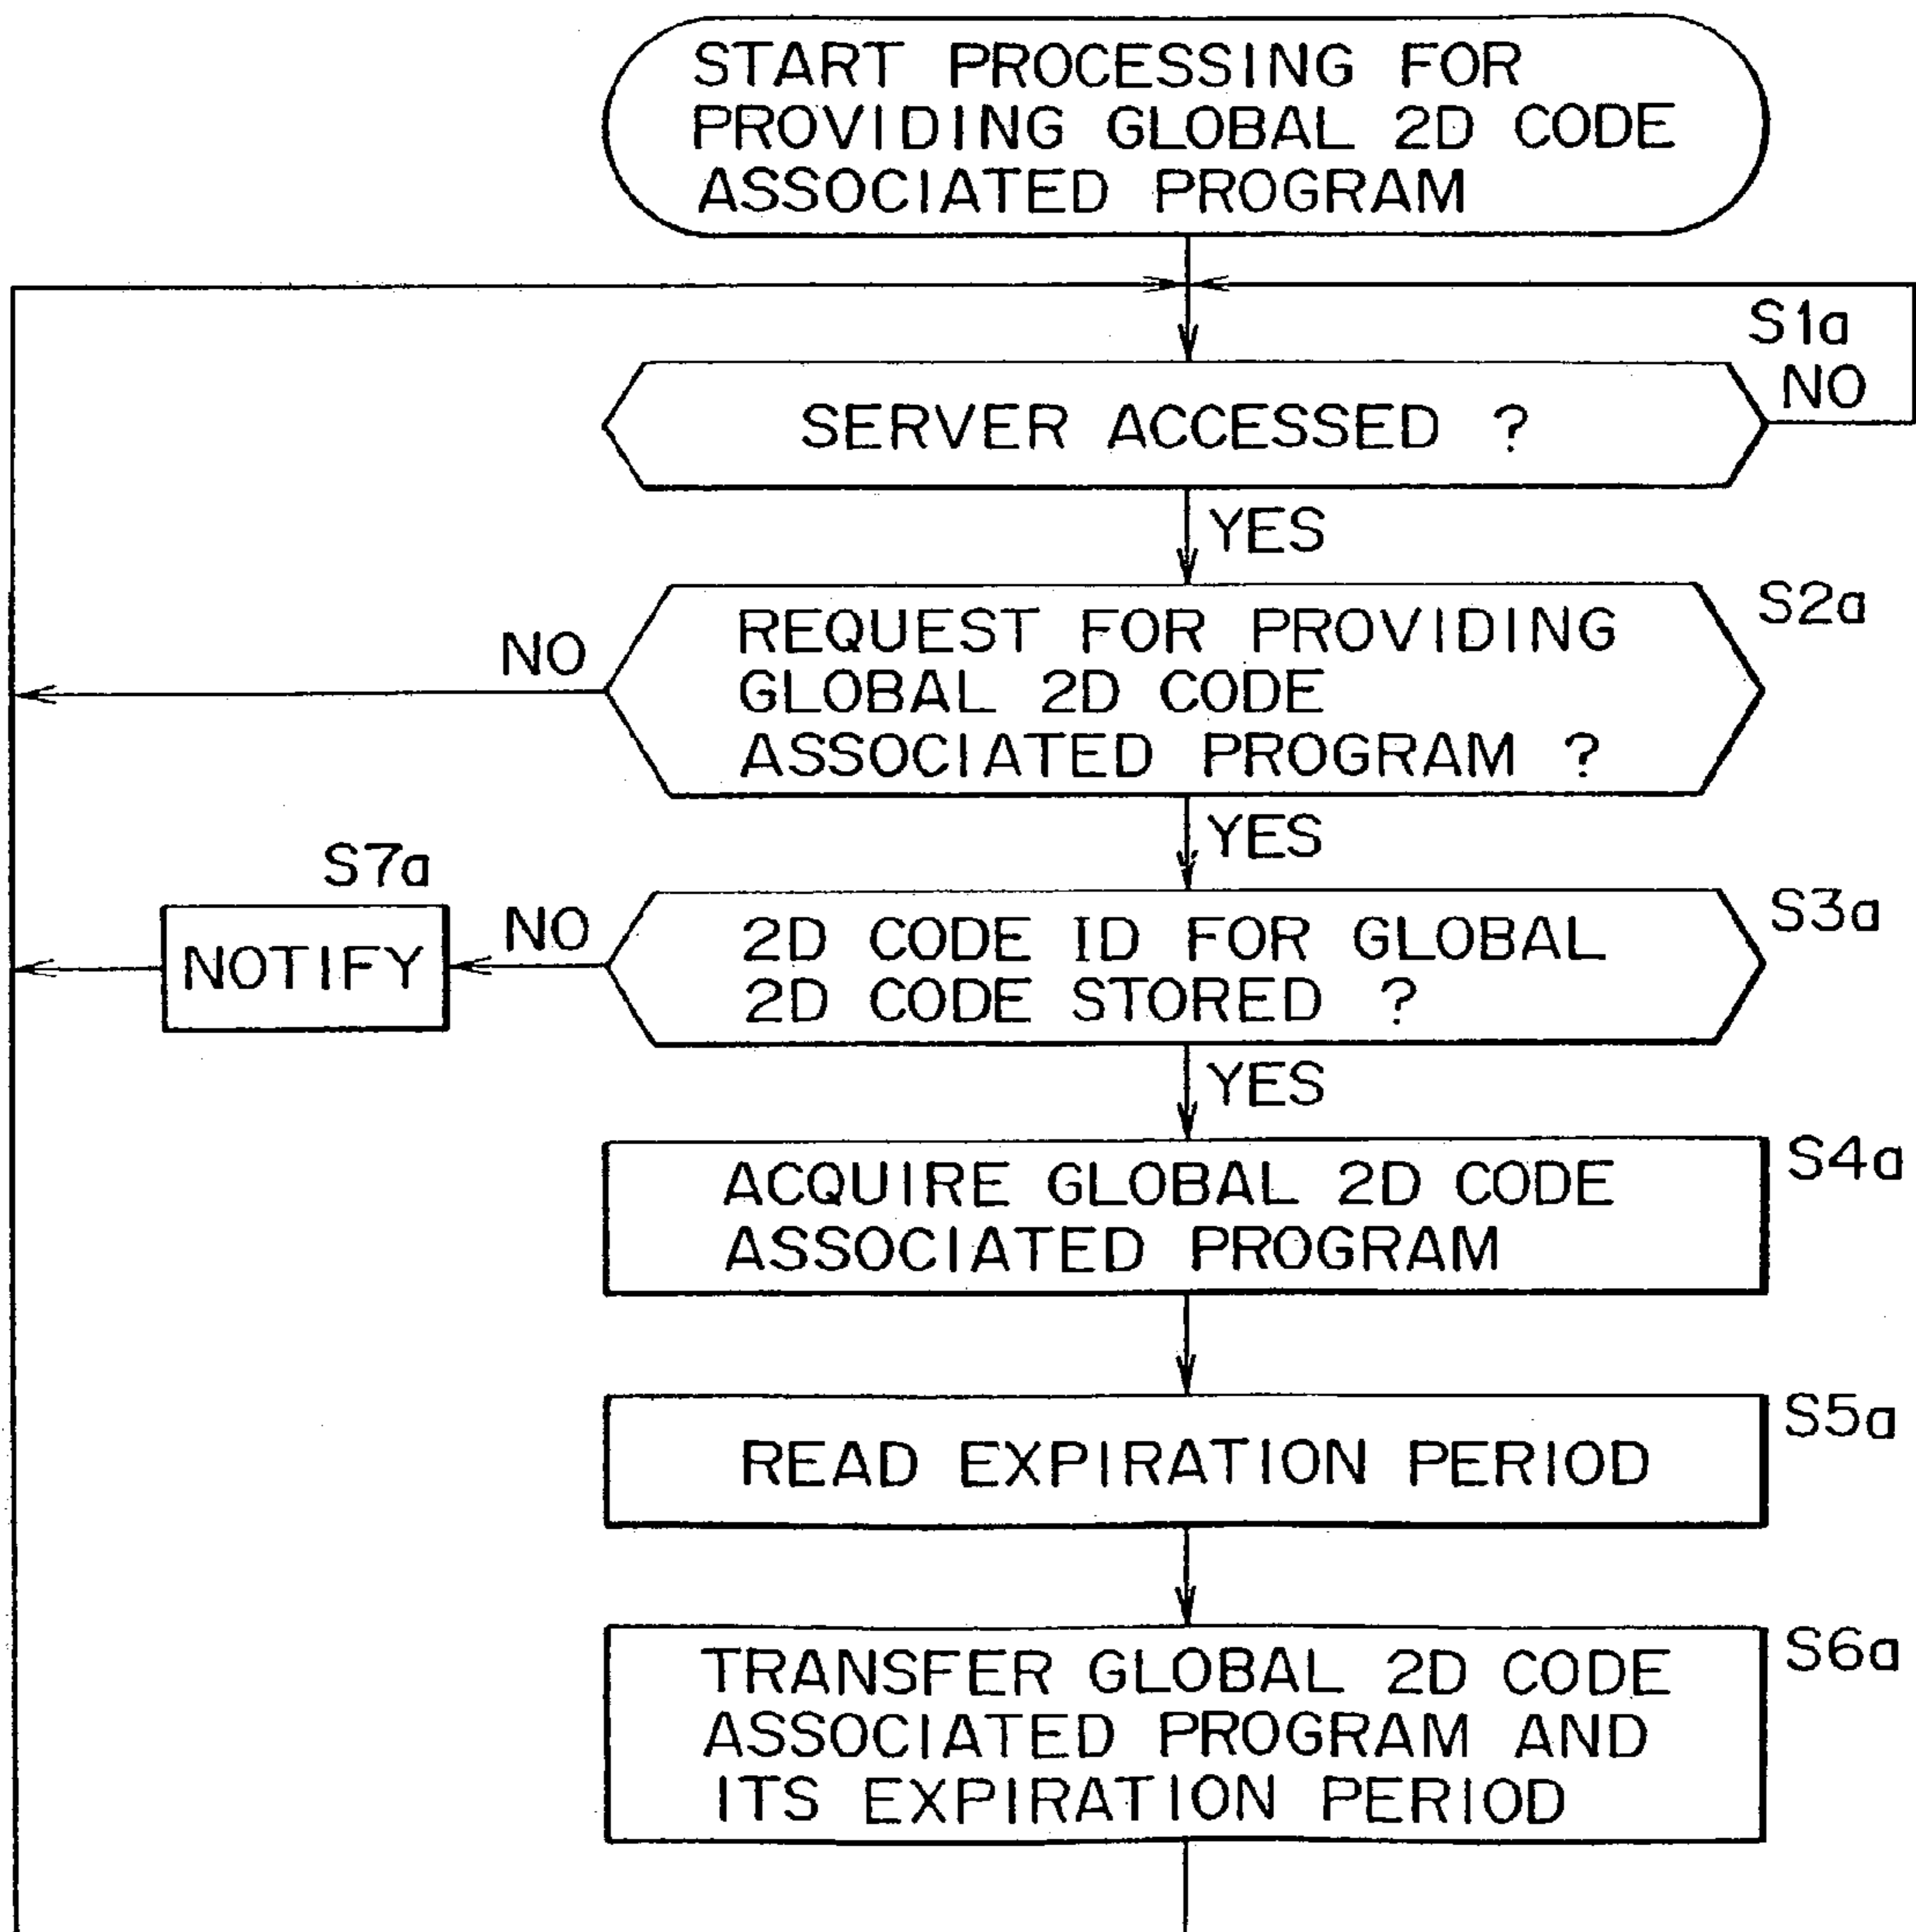 START PROCESSING FOR
PROVIDING GLOBAL 2D CODE
ASSOCIATED PROGRAM
S1a
NO
SERVER ACCESSED ?
YES
S2a
NO
REQUEST FOR PROVIDING
GLOBAL 2D CODE
ASSOCIATED PROGRAM ?
YES
S7a
NOTIFY
NO
S3a
2D CODE ID FOR GLOBAL
2D CODE STORED ?
YES
S4a
ACQUIRE GLOBAL 2D CODE
ASSOCIATED PROGRAM
S5a
READ EXPIRATION PERIOD
S6a
TRANSFER GLOBAL 2D CODE
ASSOCIATED PROGRAM AND
ITS EXPIRATION PERIOD